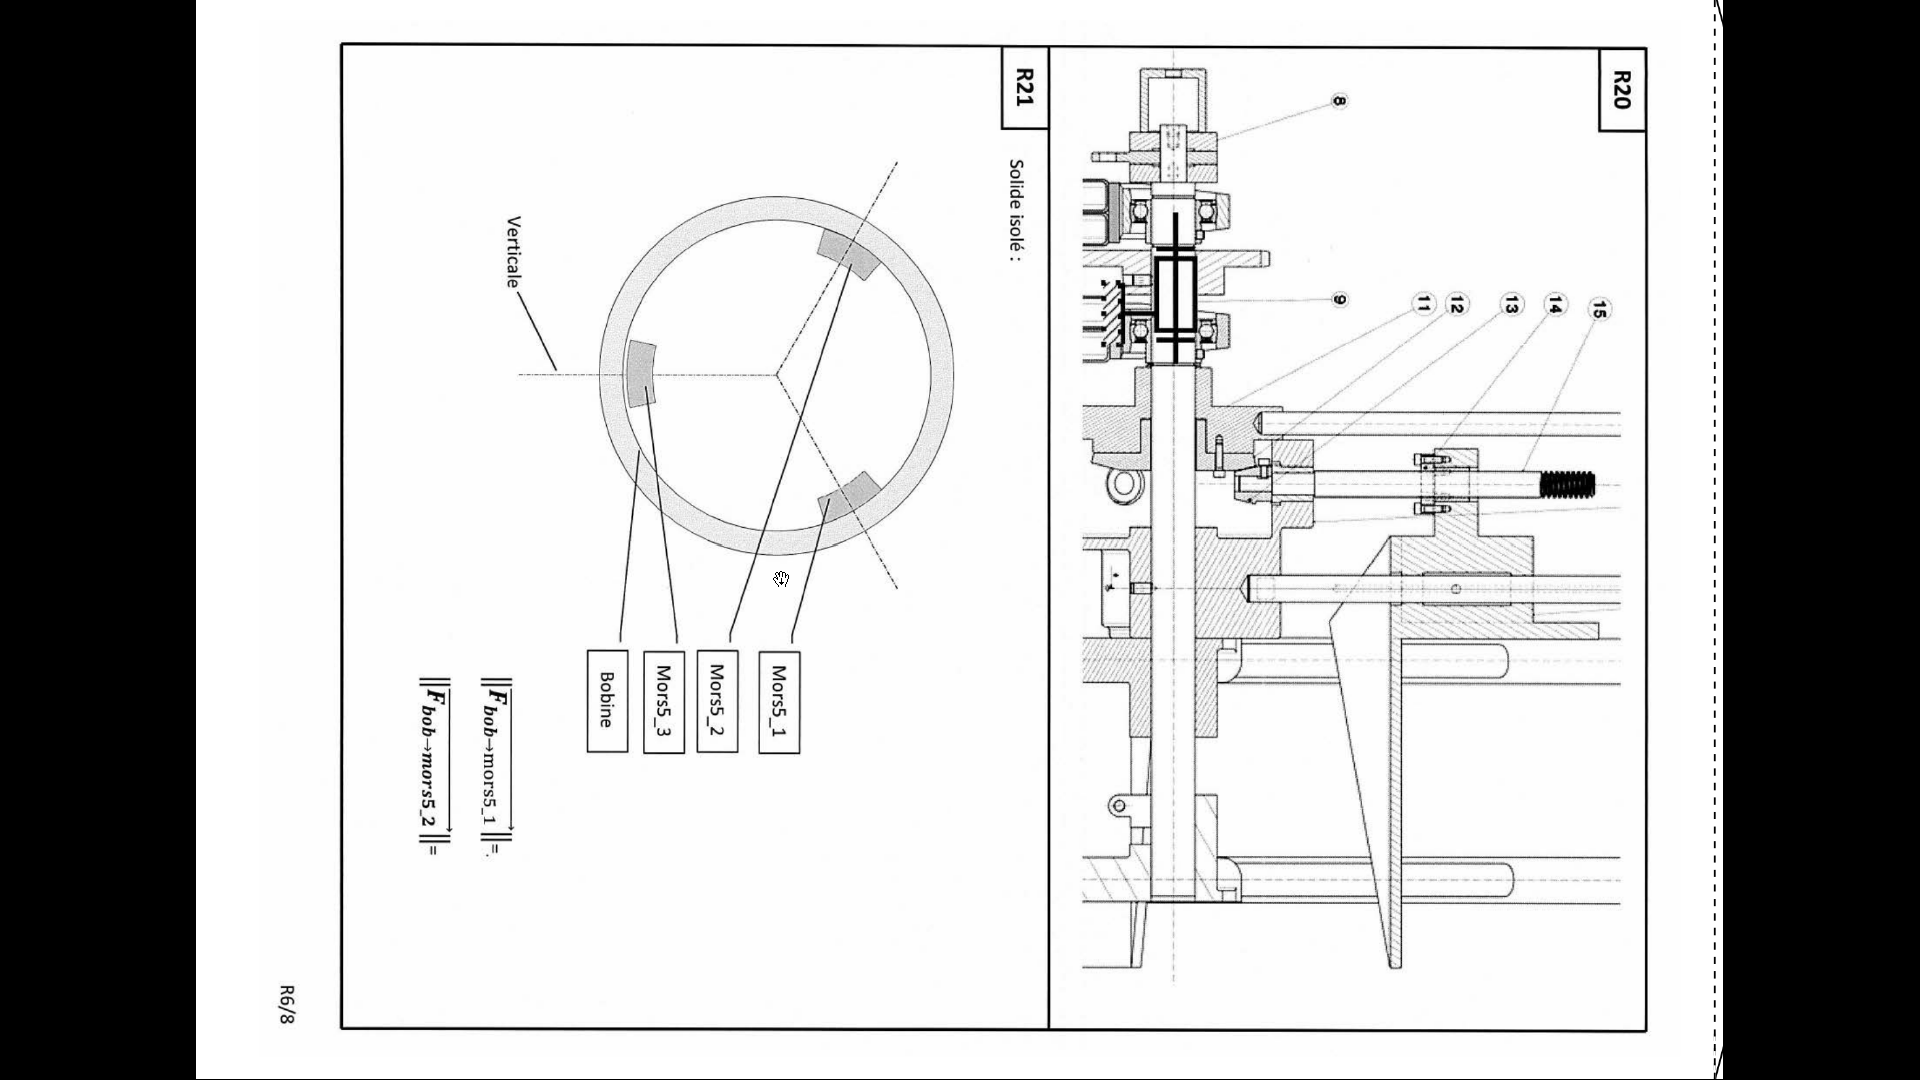 R20
8
9
11
12
13
14
15
R21
Solide isolé :
Verticale
Mors5_1
Mors5_2
Mors5_3
Bobine
‖F bob→mors5_1‖=.
‖F bob→mors5_2‖=
R6/8